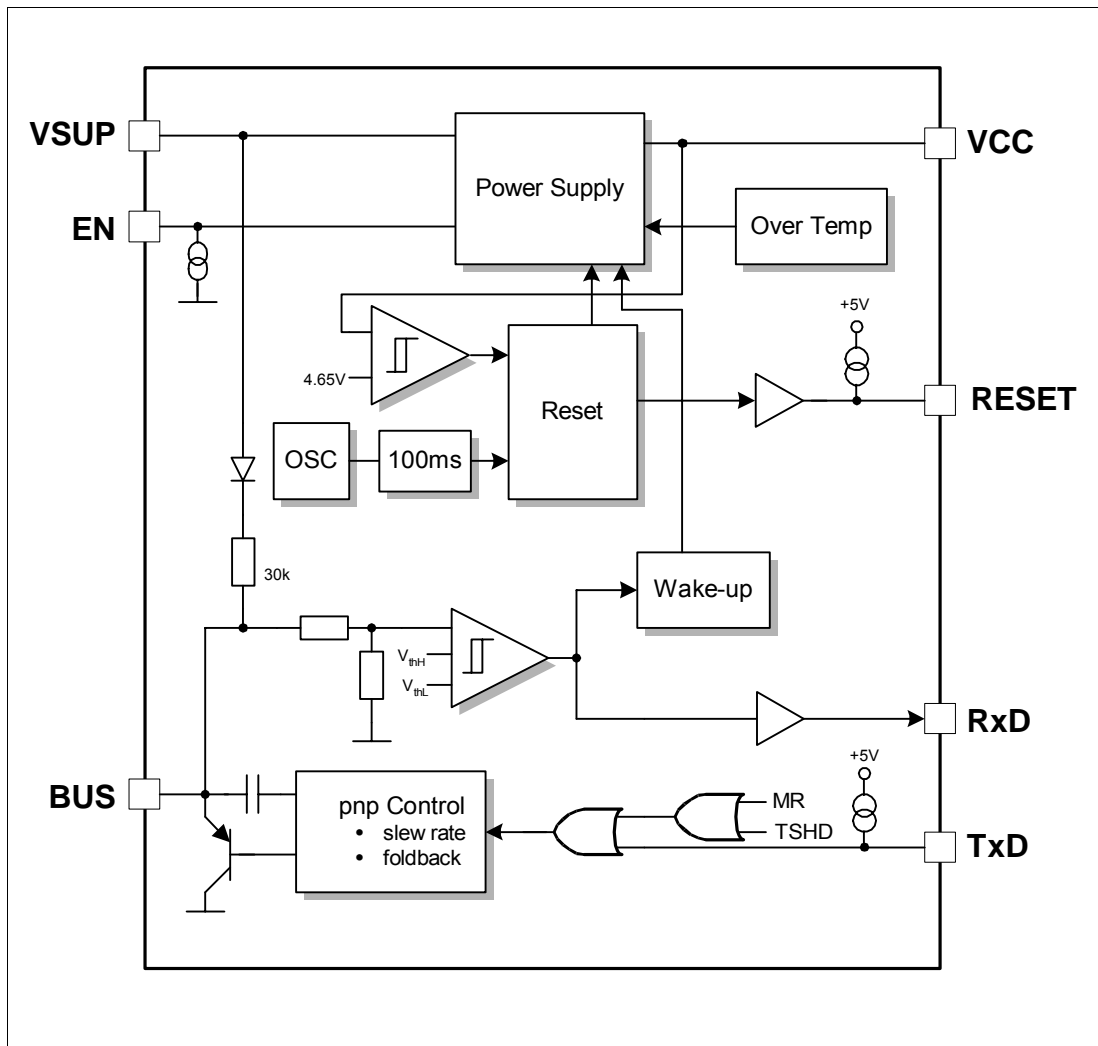 VSUP
VCC
Power Supply
EN
Over Temp
+5V
4.65V
Reset
RESET
OSC
100ms
30k
Wake-up
VthH
VthL
RxD
+5V
BUS
pnp Control
• slew rate
• foldback
MR
TSHD
TxD